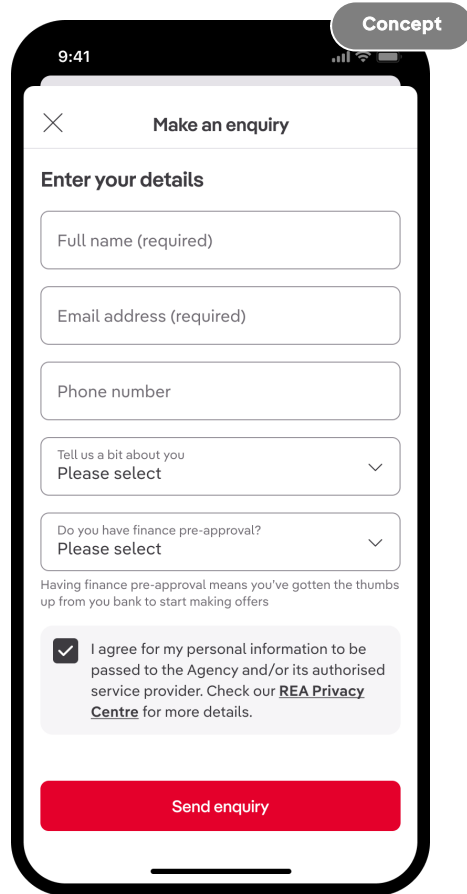 Concept
9:41
Make an enquiry
Enter your details
Full name (required)
Email address (required)
Phone number
Tell us a bit about you
Please select
Do you have finance pre-approval?
Please select
Having finance pre-approval means you've gotten the thumbs
up from you bank to start making offers
I agree for my personal information to be
passed to the Agency and/or its authorised
service provider. Check our REA Privacy
Centre for more details.
Send enquiry